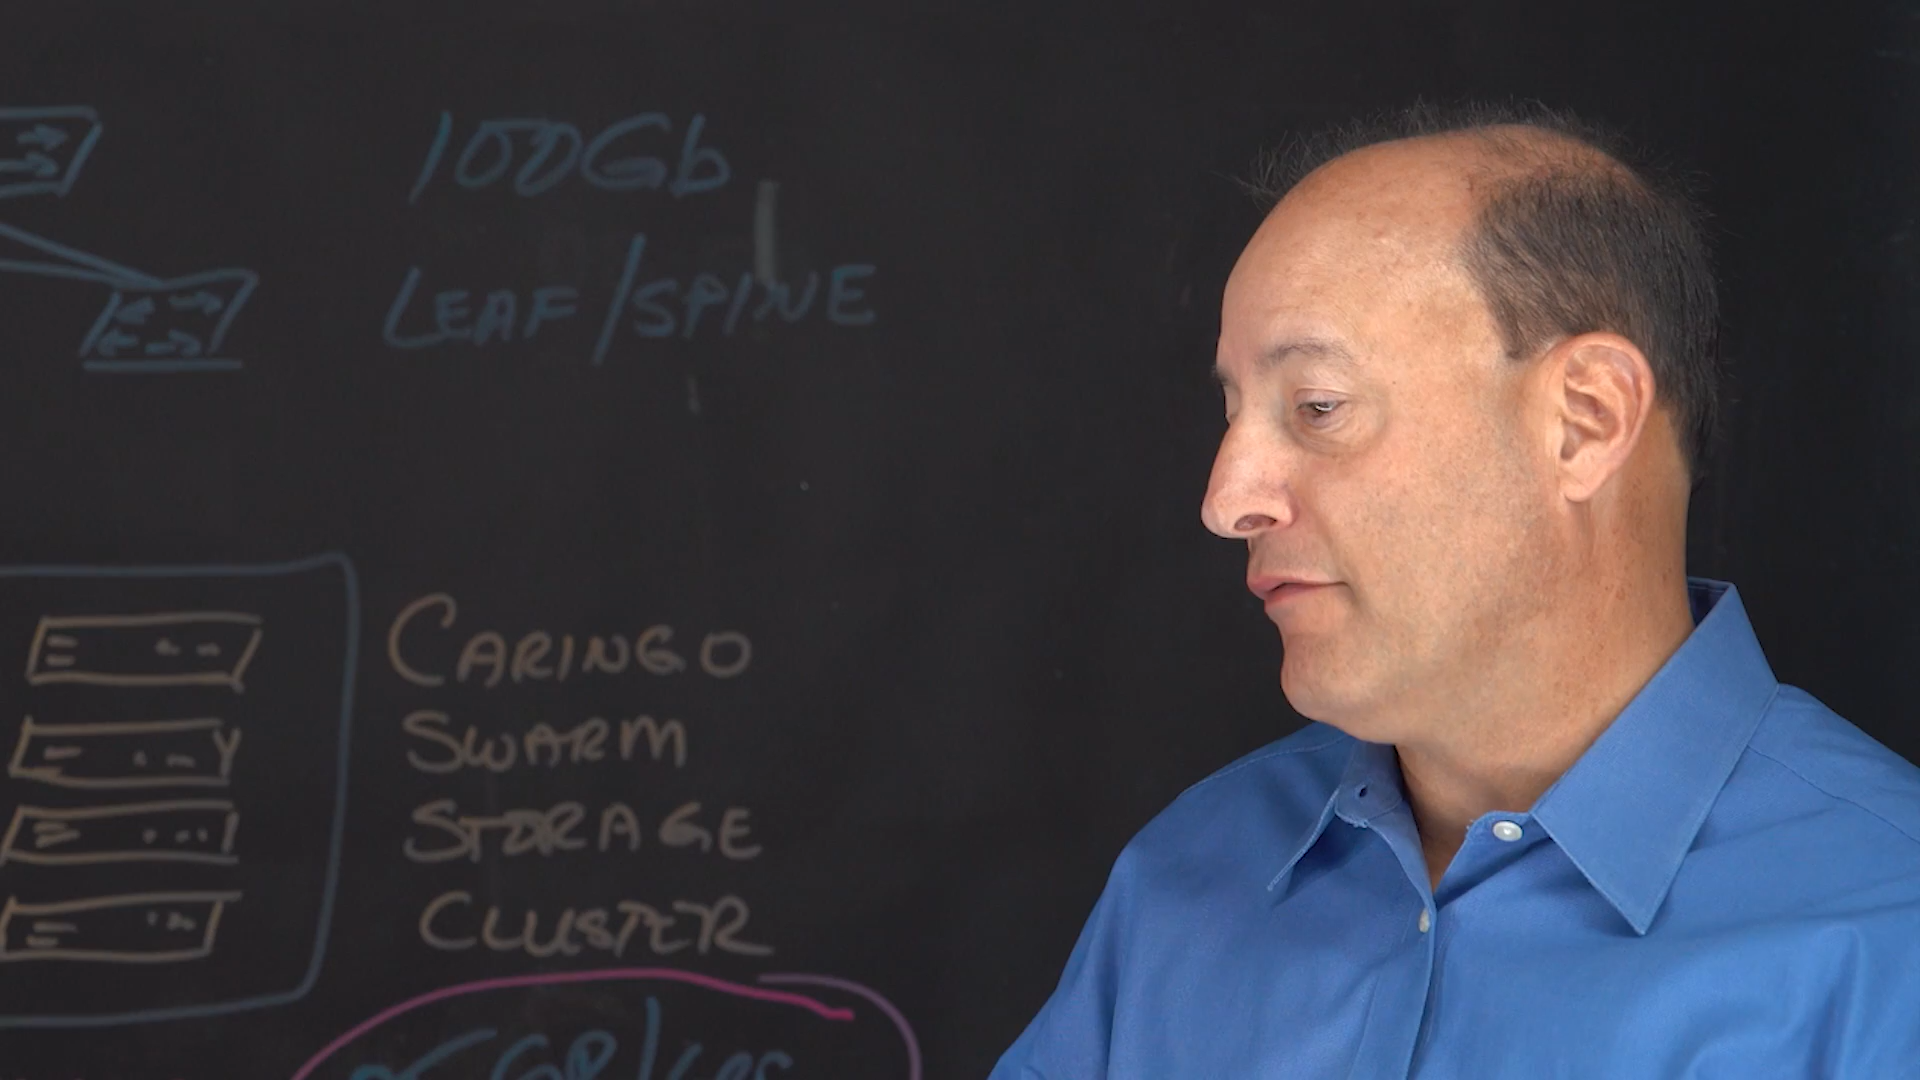 100Gb
LEAF/SPINE
CARINGO
SWARM
STORAGE
CLUSTER